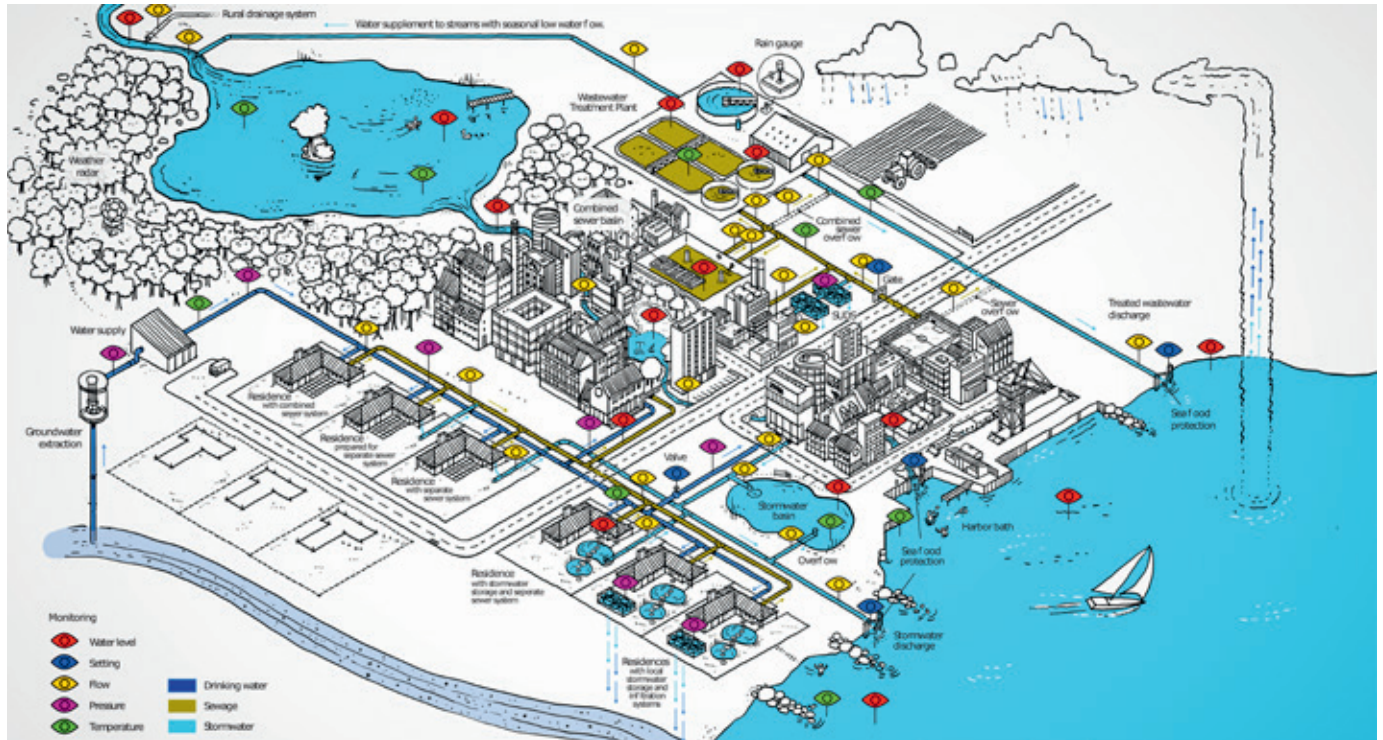 Rural drainage system
Water supplement to streams with seasonal low water f ow.
Rain gauge
Wastewater
Treatment Plant
Weather
radar
Combined
sewer basin
Combined
sewer
overf ow
Gate
SUDS
Sewer
overf ow
Treated wastewater
discharge
Water supply
Groundwater
extraction
Residence
with combined
sewer system
Residence
prepared for
separate sewer
system
Residence
with separate
sewer system
Valve
Stormwater
basin
Harbor bath
Sea f ood
protection
Sea f ood
protection
Overf ow
Residence
with stormwater
storage and seperate
sewer system
Stormwater
discharge
Residences
with local
stormwater
storage and
inf ltration
systems
Monitoring
Water level
Setting
Flow
Pressure
Temperature
Drinking water
Sewage
Stormwater